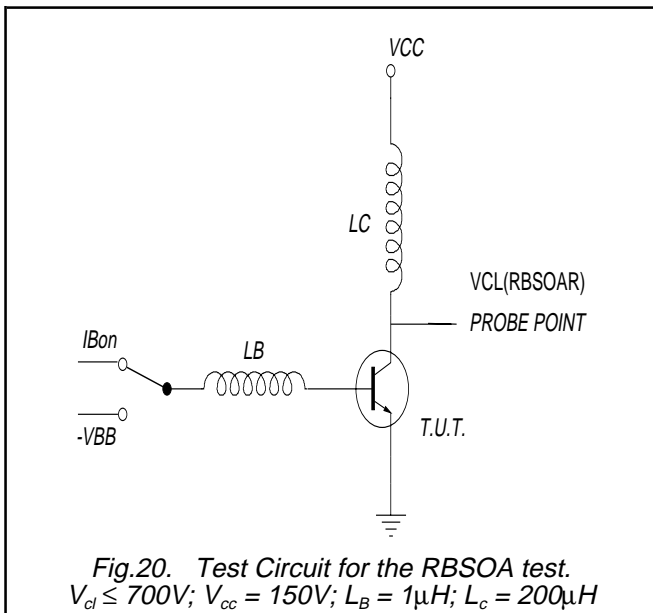 VCC
LC
VCL(RBSOAR)
PROBE POINT
IBon
LB
-VBB
T.U.T.
Fig.20. Test Circuit for the RBSOA test.
Vcl ≤ 700V; Vcc = 150V; LB = 1μH; Lc = 200μH